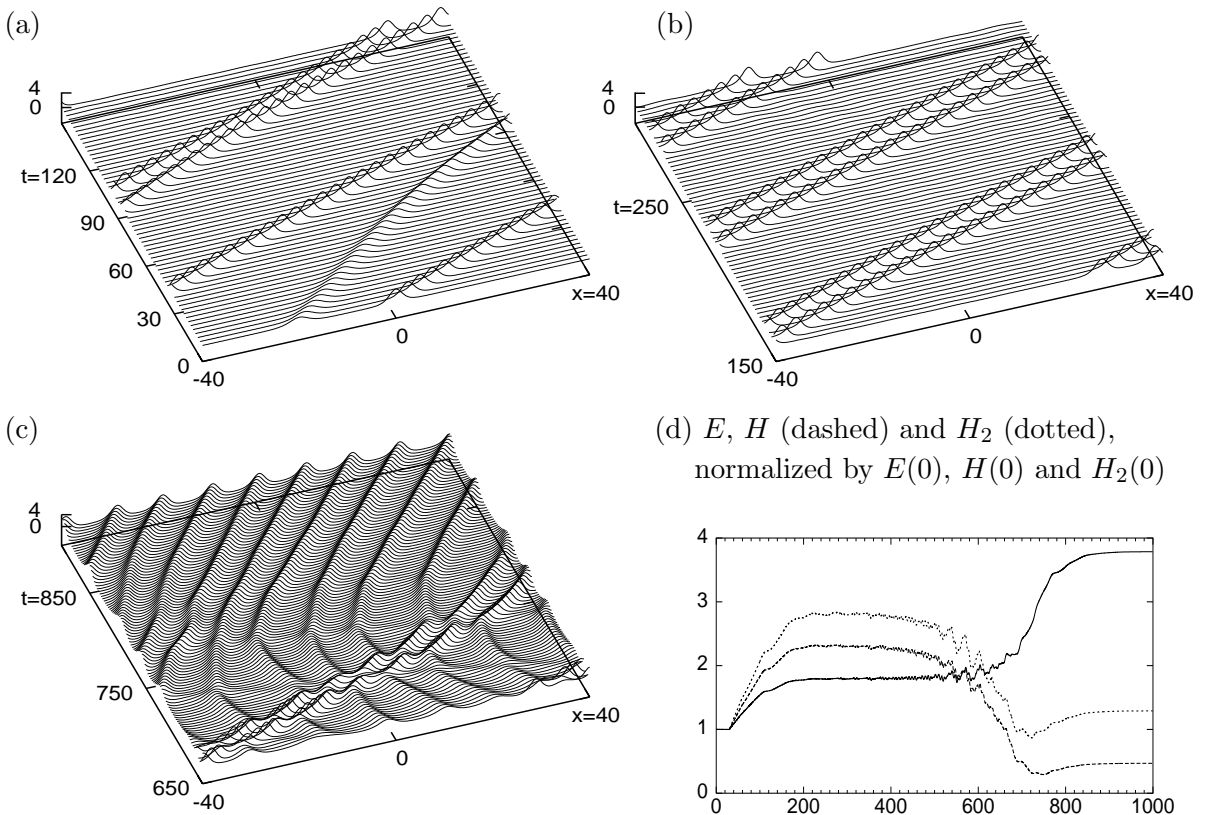 (a)
4
0
t=120
90
60
30
0
-40
0
x=40
(b)
4
0
t=250
150
-40
0
x=40
(c)
4
0
t=850
750
650
-40
0
x=40
(d) E, H (dashed) and H₂ (dotted),
normalized by E(0), H(0) and H₂(0)
4
3
2
1
0
0 200 400 600 800 1000